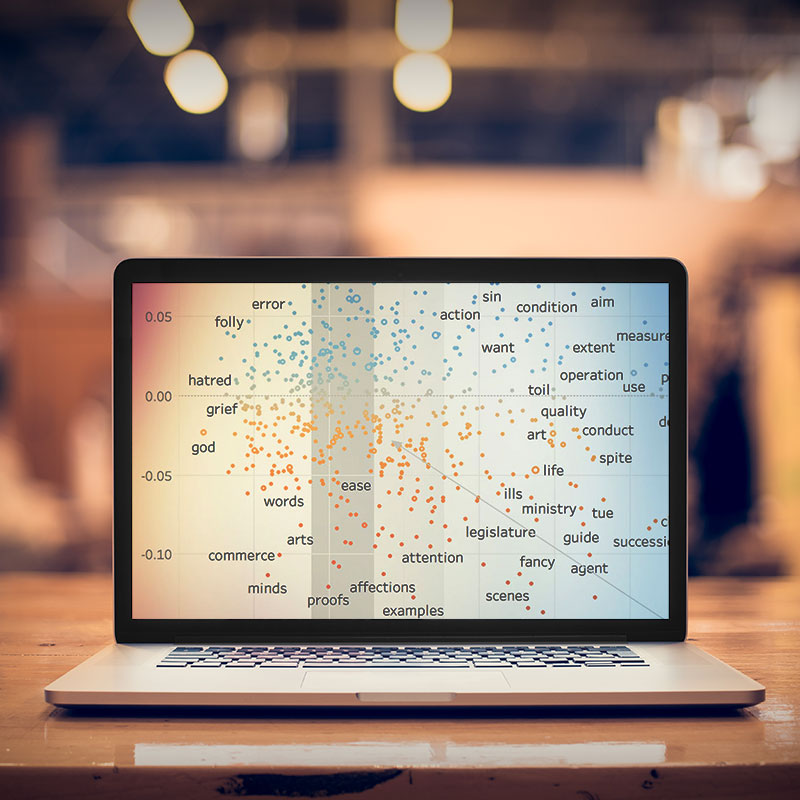 sin
error
condition
aim
0.05
action
folly
measure
want
extent
operation
hatred
use
toil
0.00
grief
quality
art
conduct
god
spite
life
-0.05
ease
ills
words
ministry
tue
legislature
guide
arts
successi
-0.10
commerce
attention
fancy
agent
minds
affections
proofs
scenes
examples